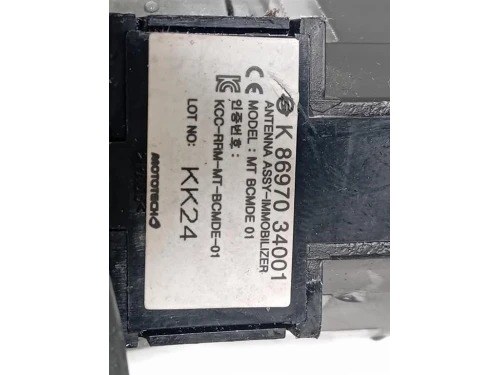 K 86970 34001
ANTENNA ASSY-IMMOBILIZER
MODEL : MT BCMDE 01
인증번호 :
KCC-RRM-MT-BCMDE-01
LOT NO: KK24
MOTOTECH